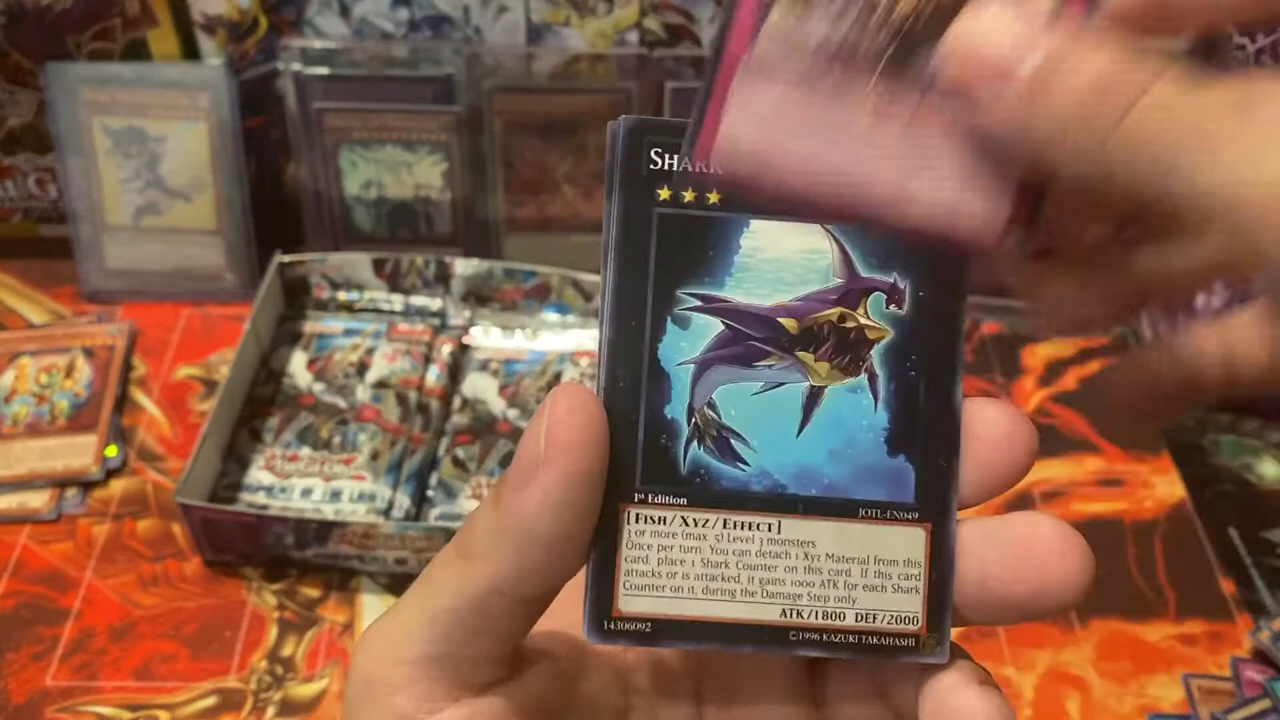 SHARK
1st Edition
JOTL-EN049
[FISH/XYZ/EFFECT]
3 or more (max. 5) Level 3 monsters
Once per turn: You can detach 1 Xyz Material from this
card; place 1 Shark Counter on this card. If this card
attacks or is attacked, it gains 1000 ATK for each Shark
Counter on it, during the Damage Step only.
ATK/1800 DEF/2000
14306092
©1996 KAZUKI TAKAHASHI